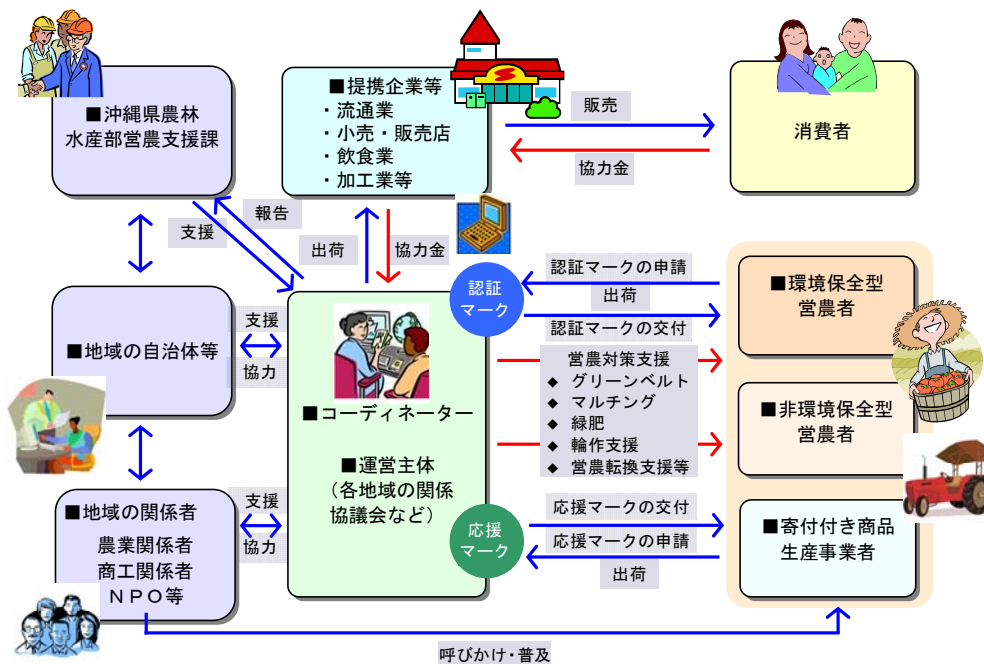 ■沖縄県農林
水産部営農支援課
■提携企業等
・流通業
・小売・販売店
・飲食業
・加工業等
販売
協力金
消費者
報告
支援
出荷
協力金
■地域の自治体等
支援
協力
■コーディネーター
■運営主体
（各地域の関係
協議会など）
認証
マーク
認証マークの申請
出荷
認証マークの交付
営農対策支援
◆ グリーンベルト
◆ マルチング
◆ 緑肥
◆ 輪作支援
◆ 営農転換支援等
■環境保全型
営農者
■非環境保全型
営農者
■地域の関係者
農業関係者
商工関係者
ＮＰＯ等
支援
協力
応援
マーク
応援マークの交付
応援マークの申請
出荷
■寄付付き商品
生産事業者
呼びかけ・普及